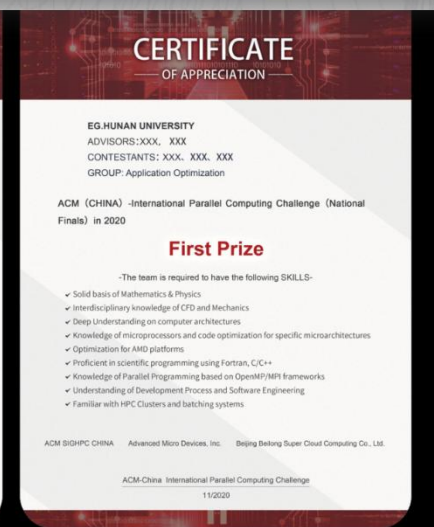 CERTIFICATE
OF APPRECIATION
EG.HUNAN UNIVERSITY
ADVISORS:XXX, XXX
CONTESTANTS: XXX, XXX, XXX
GROUP: Application Optimization
ACM (CHINA) -International Parallel Computing Challenge (National
Finals) in 2020
First Prize
-The team is required to have the following SKILLS-
✓ Solid basis of Mathematics & Physics
✓ Interdisciplinary knowledge of CFD and Mechanics
✓ Deep Understanding on computer architectures
✓ Knowledge of microprocessors and code optimization for specific microarchitectures
✓ Optimization for AMD platforms
✓ Proficient in scientific programming using Fortran, C/C++
✓ Knowledge of Parallel Programming based on OpenMP/MPI frameworks
✓ Understanding of Development Process and Software Engineering
✓ Familiar with HPC Clusters and batching systems
ACM SIGHPC CHINA Advanced Micro Devices, Inc. Beijing Beilong Super Cloud Computing Co., Ltd.
ACM-China International Parallel Computing Challenge
11/2020